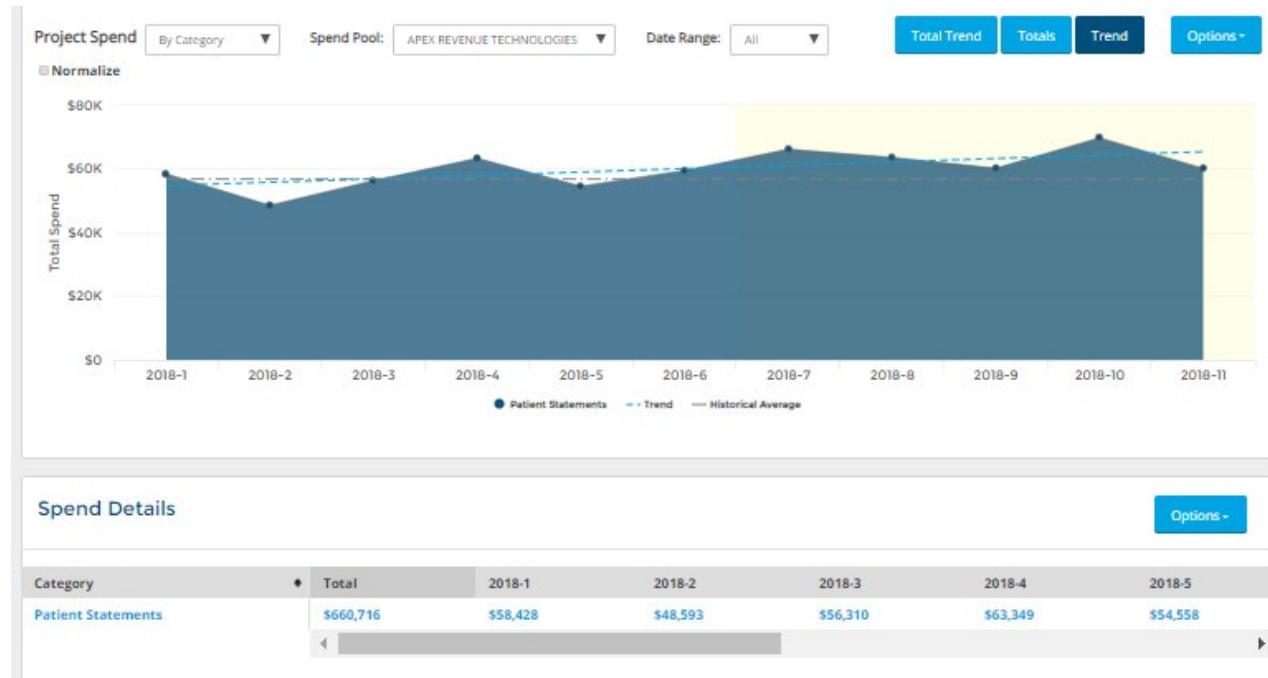 Project Spend By Category ▼ Spend Pool: APEX REVENUE TECHNOLOGIES ▼ Date Range: All ▼ Total Trend Totals Trend Options
Normalize
$80K
$60K
$40K
$20K
$0
Total Spend
2018-1 2018-2 2018-3 2018-4 2018-5 2018-6 2018-7 2018-8 2018-9 2018-10 2018-11
Patient Statements Trend Historical Average
Spend Details
Options
Category Total 2018-1 2018-2 2018-3 2018-4 2018-5
Patient Statements $660,716 $58,428 $48,593 $56,310 $63,349 $54,558